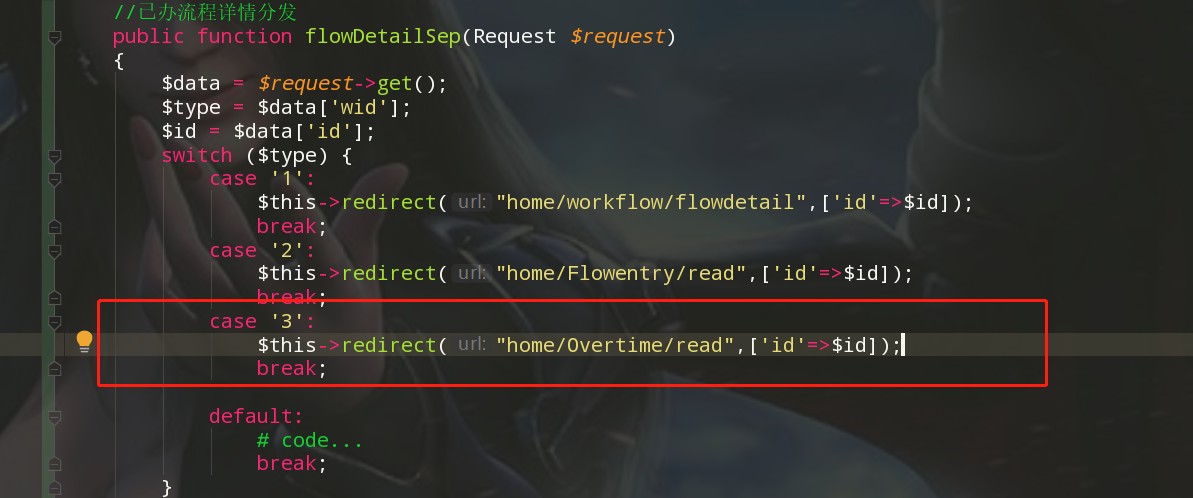 //已办流程详情分发
public function flowDetailSep(Request $request)
{
$data = $request->get();
$type = $data['wid'];
$id = $data['id'];
switch ($type) {
case '1':
$this->redirect( url: "home/workflow/flowdetail",['id'=>$id]);
break;
case '2':
$this->redirect( url: "home/Flowentry/read",['id'=>$id]);
break;
case '3':
$this->redirect( url: "home/Overtime/read",['id'=>$id]);
break;
default:
# code...
break;
}